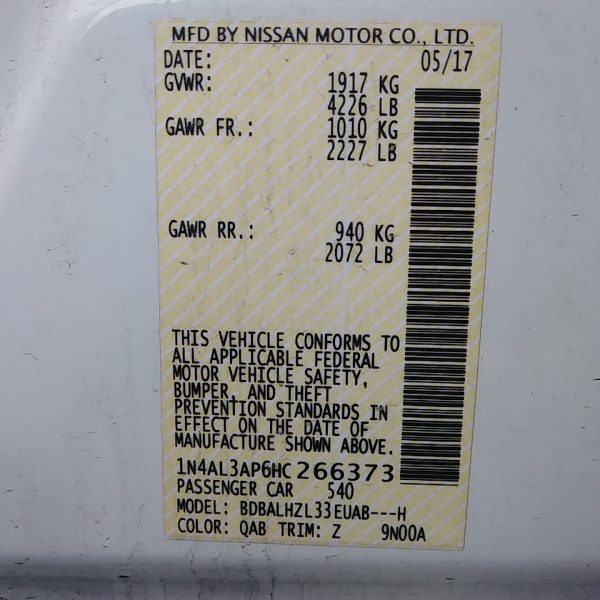 MFD BY NISSAN MOTOR CO., LTD.
DATE: 05/17
GVWR: 1917 KG
4226 LB
GAWR FR.: 1010 KG
2227 LB
GAWR RR.: 940 KG
2072 LB
THIS VEHICLE CONFORMS TO
ALL APPLICABLE FEDERAL
MOTOR VEHICLE SAFETY,
BUMPER, AND THEFT
PREVENTION STANDARDS IN
EFFECT ON THE DATE OF
MANUFACTURE SHOWN ABOVE.
1N4AL3AP6HC266373
PASSENGER CAR 540
MODEL: BDBALHZL33EUAB---H
COLOR: QAB TRIM: Z 9N00A